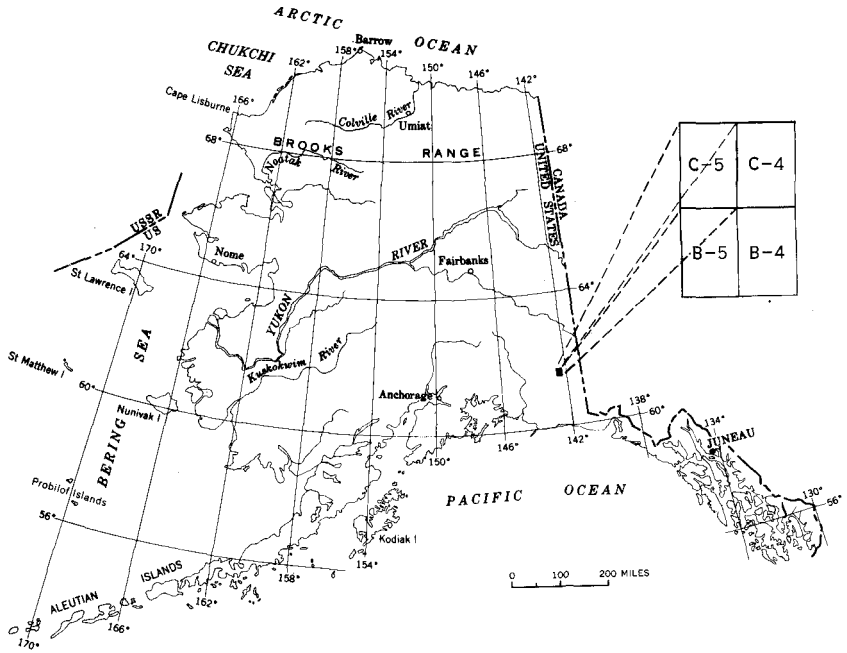 ARCTIC OCEAN
Barrow
CHUKCHI
SEA
158° 154°
162° 150° 146° 142°
Cape Lisburne 166°
Colville River
Umiat
C-5 C-4
68° BROOKS RANGE 68°
Noatak River
CANADA
UNITED STATES
USSR
US
170°
B-5 B-4
Nome
RIVER
Fairbanks
64° 64°
St Lawrence I
YUKON
SEA
Kuskokwim River
St Matthew I
60°
Anchorage
Nunivak I
138° 60°
134°
JUNEAU
BERING
146° 142°
150°
Probilof Islands
PACIFIC OCEAN
130°
56° 56°
Kodiak I
154°
ISLANDS 158°
0 100 200 MILES
ALEUTIAN
162°
166°
170°